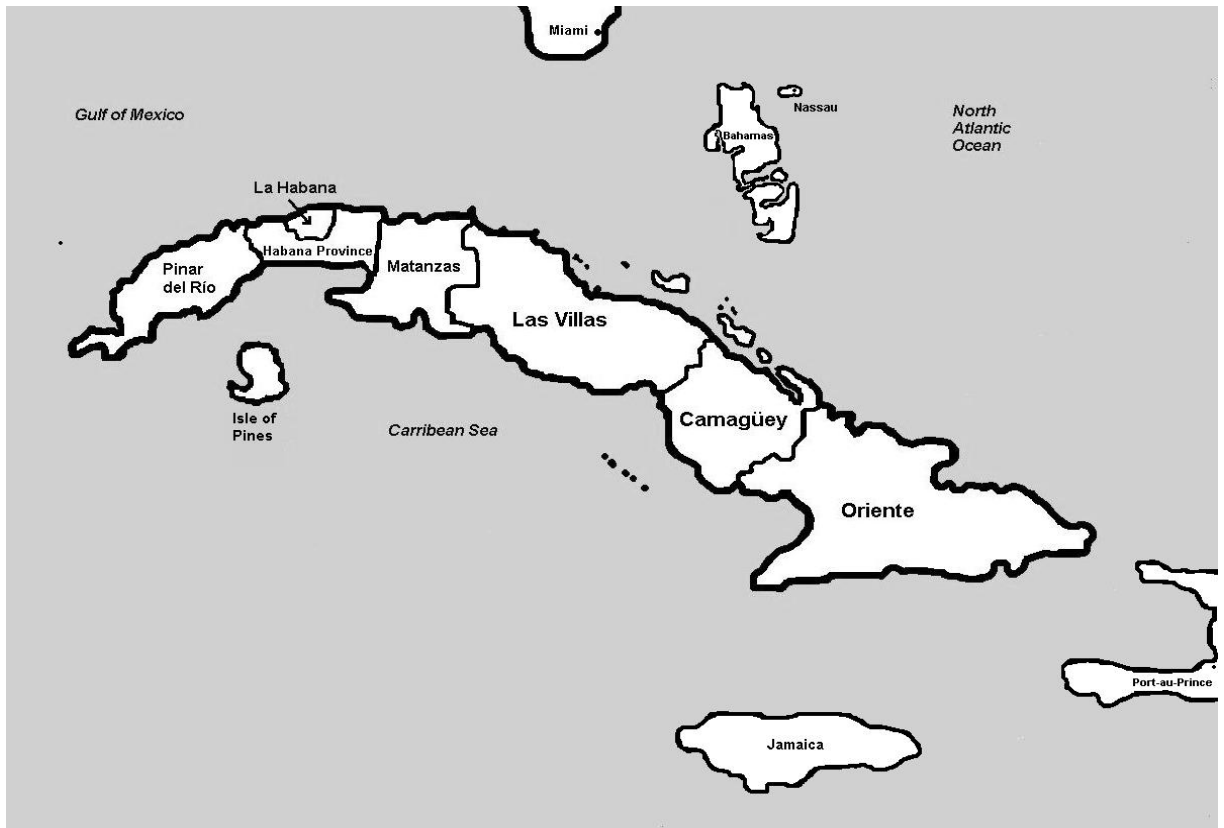 Miami
Gulf of Mexico
Nassau
North
Atlantic
Ocean
Bahamas
La Habana
Habana Province
Pinar
del Río
Matanzas
Las Villas
Isle of
Pines
Carribean Sea
Camagüey
Oriente
Port-au-Prince
Jamaica